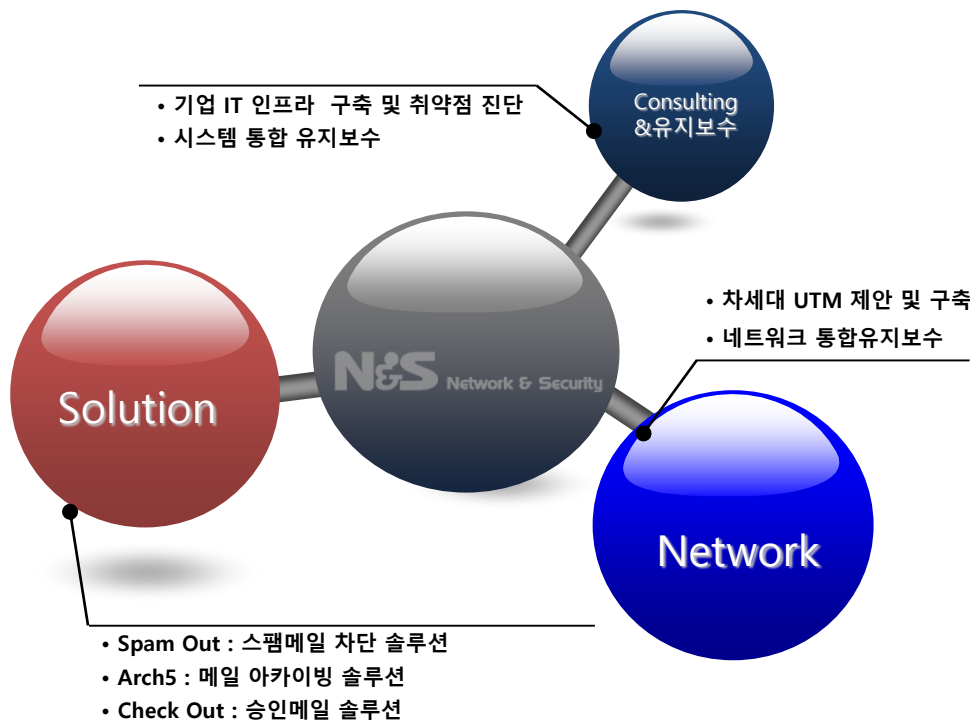 • 기업 IT 인프라  구축 및 취약점 진단
• 시스템 통합 유지보수
Consulting
&유지보수
• 차세대 UTM 제안 및 구축
• 네트워크 통합유지보수
N&S Network & Security
Solution
Network
• Spam Out : 스팸메일 차단 솔루션
• Arch5 : 메일 아카이빙 솔루션
• Check Out : 승인메일 솔루션